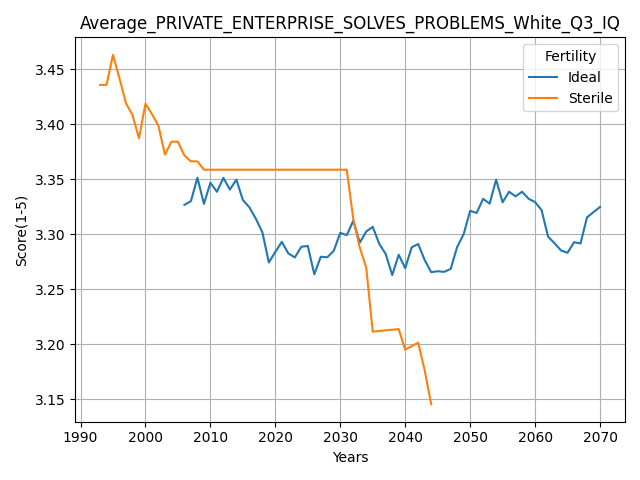 Average_PRIVATE_ENTERPRISE_SOLVES_PROBLEMS_White_Q3_IQ
Fertility
Ideal
Sterile
Score(1-5)
3.45
3.40
3.35
3.30
3.25
3.20
3.15
1990 2000 2010 2020 2030 2040 2050 2060 2070
Years